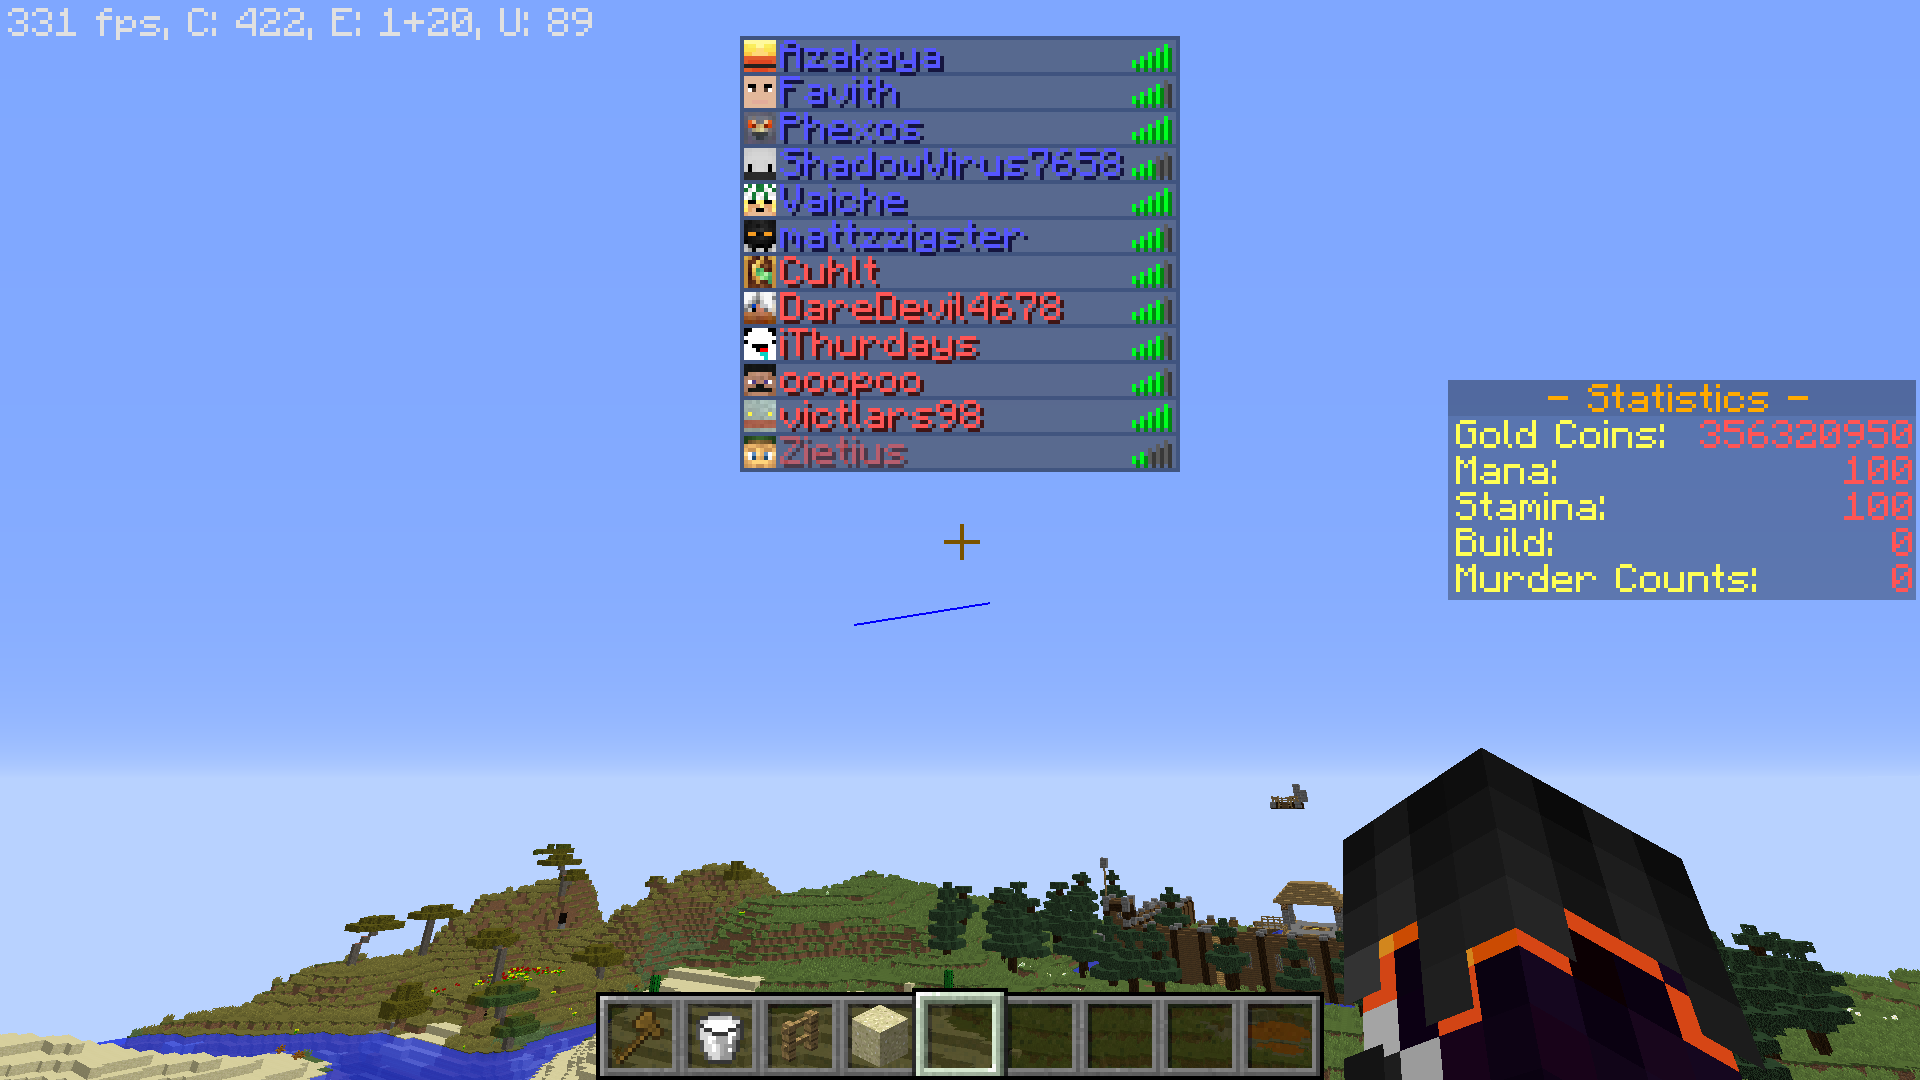 331 fps, C: 422, E: 1+20, U: 89
Azakaya
Favith
Phexos
ShadowVirus7658
Vaiche
mattzzigster
Cuhlt
DareDevil4678
iThurdays
ooopoo
victlars98
Zietius
- Statistics -
Gold Coins: 356320950
Mana: 100
Stamina: 100
Build: 0
Murder Counts: 0